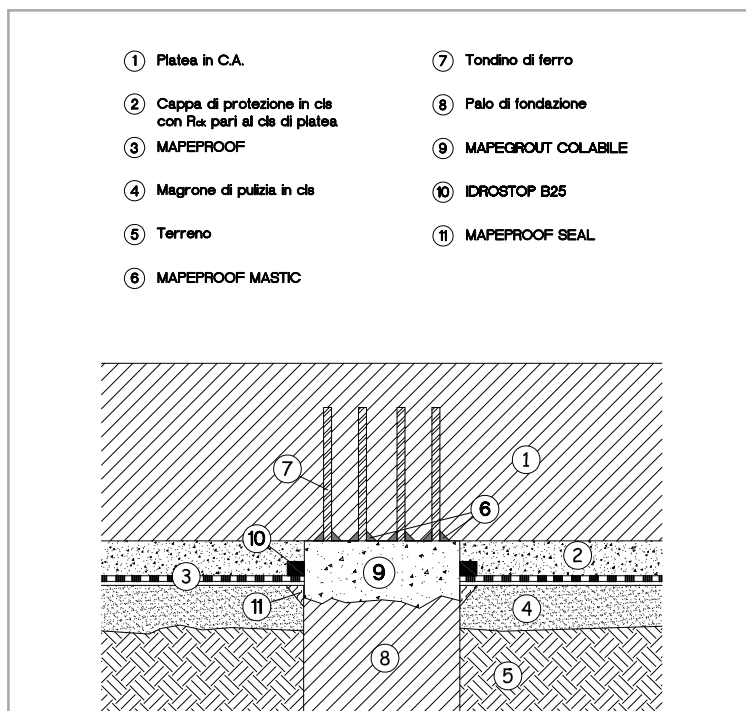 1 Platea in C.A.
2 Cappa di protezione in cls
con Rck pari al cls di platea
3 MAPEPROOF
4 Magrone di pulizia in cls
5 Terreno
6 MAPEPROOF MASTIC
7 Tondino di ferro
8 Palo di fondazione
9 MAPEGROUT COLABILE
10 IDROSTOP B25
11 MAPEPROOF SEAL
1
7
6
10
2
9
3
11
4
8
5